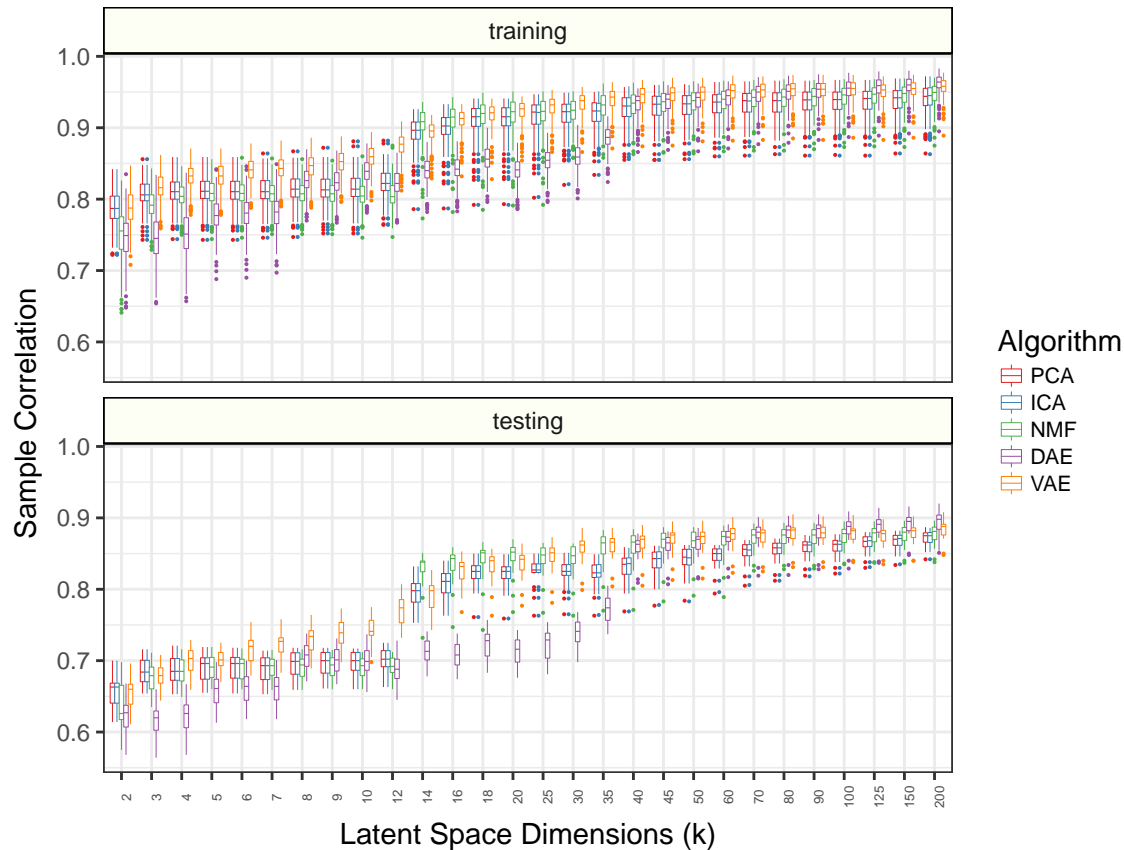 training
1.0
0.9
0.8
0.7
0.6
testing
1.0
0.9
0.8
0.7
0.6
Sample Correlation
2 3 4 5 6 7 8 9 10 12 14 16 18 20 25 30 35 40 45 50 60 70 80 90 100 125 150 200
Latent Space Dimensions (k)
Algorithm
PCA
ICA
NMF
DAE
VAE